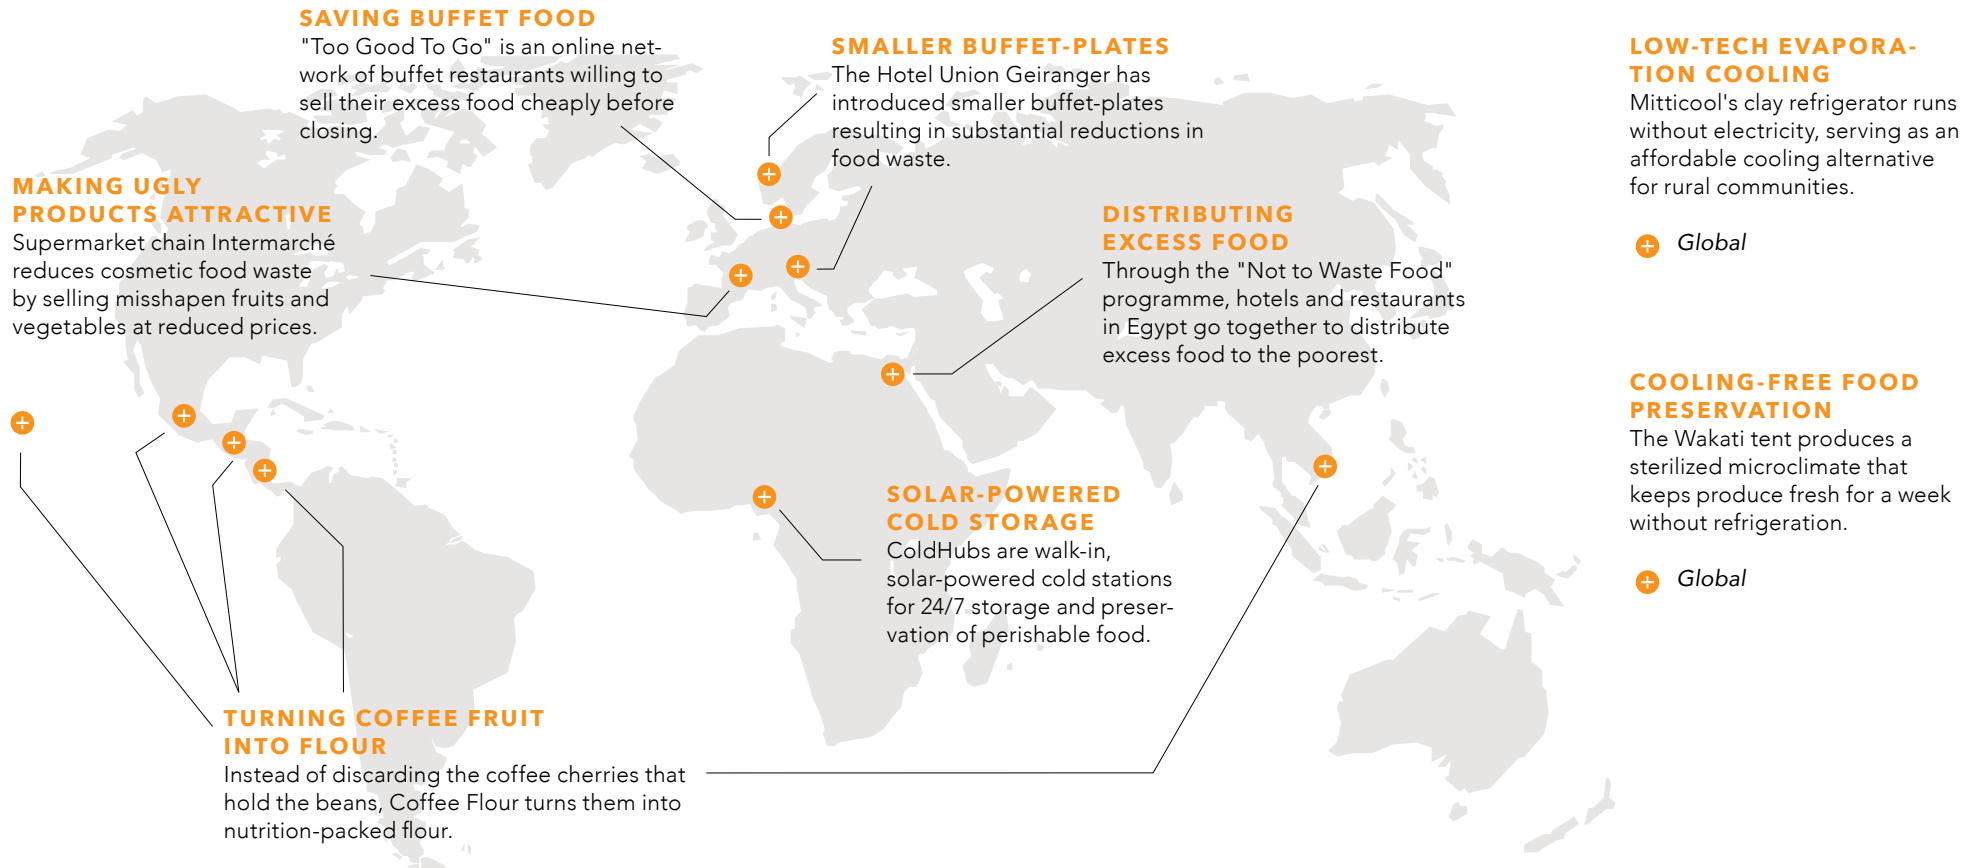 SAVING BUFFET FOOD
"Too Good To Go" is an online net-
work of buffet restaurants willing to
sell their excess food cheaply before
closing.
SMALLER BUFFET-PLATES
The Hotel Union Geiranger has
introduced smaller buffet-plates
resulting in substantial reductions in
food waste.
LOW-TECH EVAPORA-
TION COOLING
Mitticool's clay refrigerator runs
without electricity, serving as an
affordable cooling alternative
for rural communities.
Global
MAKING UGLY
PRODUCTS ATTRACTIVE
Supermarket chain Intermarché
reduces cosmetic food waste
by selling misshapen fruits and
vegetables at reduced prices.
DISTRIBUTING
EXCESS FOOD
Through the "Not to Waste Food"
programme, hotels and restaurants
in Egypt go together to distribute
excess food to the poorest.
COOLING-FREE FOOD
PRESERVATION
The Wakati tent produces a
sterilized microclimate that
keeps produce fresh for a week
without refrigeration.
Global
SOLAR-POWERED
COLD STORAGE
ColdHubs are walk-in,
solar-powered cold stations
for 24/7 storage and preser-
vation of perishable food.
TURNING COFFEE FRUIT
INTO FLOUR
Instead of discarding the coffee cherries that
hold the beans, Coffee Flour turns them into
nutrition-packed flour.